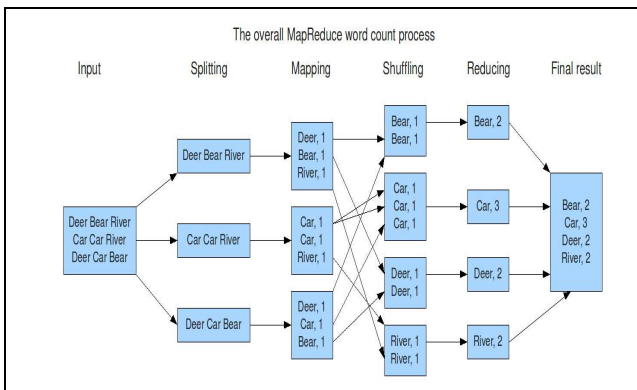 The overall MapReduce word count process
Input
Splitting
Mapping
Shuffling
Reducing
Final result
Deer Bear River
Car Car River
Deer Car Bear
Deer Bear River
Car Car River
Deer Car Bear
Deer, 1
Bear, 1
River, 1
Car, 1
Car, 1
River, 1
Deer, 1
Car, 1
Bear, 1
Bear, 1
Bear, 1
Car, 1
Car, 1
Car, 1
Deer, 1
Deer, 1
River, 1
River, 1
Bear, 2
Car, 3
Deer, 2
River, 2
Bear, 2
Car, 3
Deer, 2
River, 2